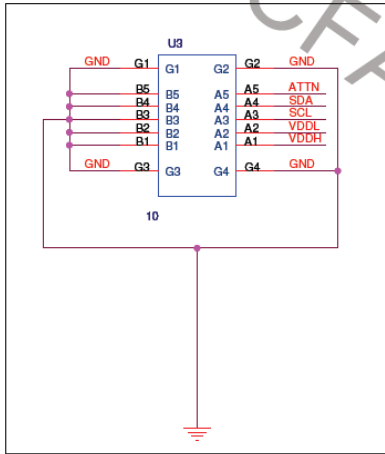 CFA
U3
GND G1 G1 G2 G2 GND
B5 B5 A5 A5 ATTN
B4 B4 A4 A4 SDA
B3 B3 A3 A3 SCL
B2 B2 A2 A2 VDDL
B1 B1 A1 A1 VDDH
GND G3 G3 G4 G4 GND
10